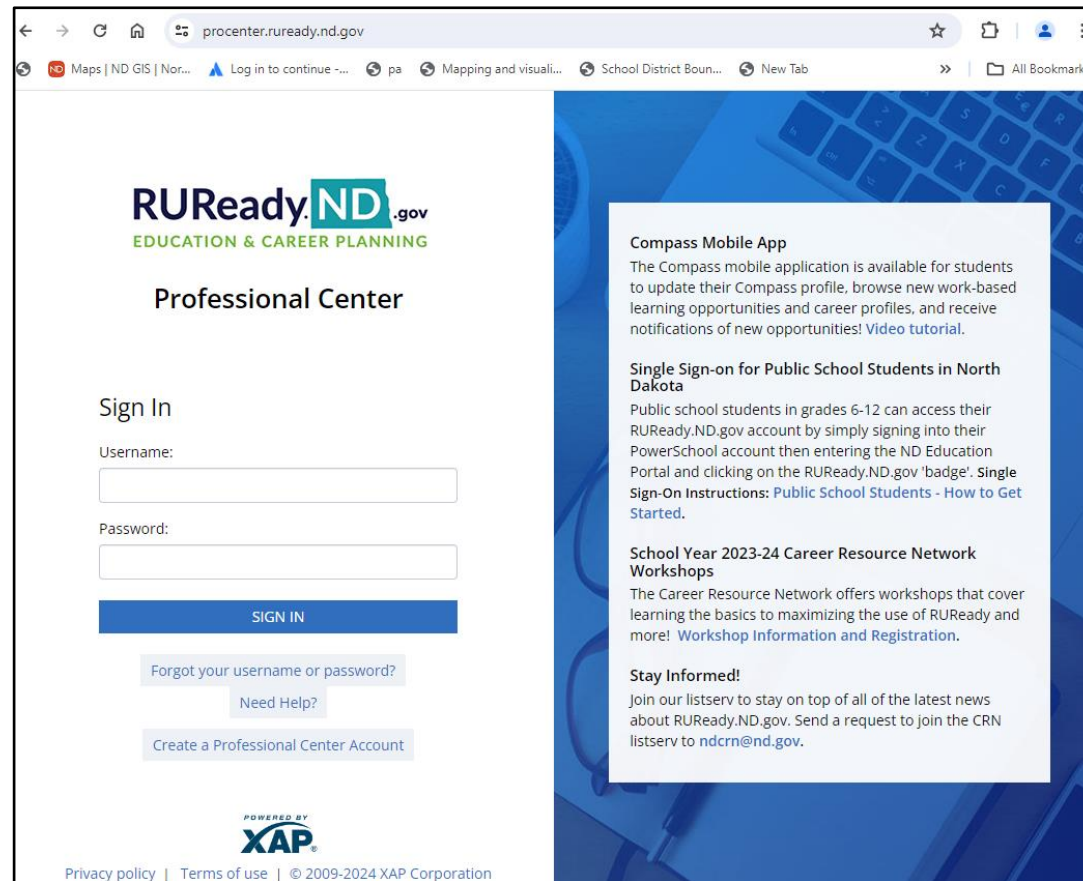 procenter.ruready.nd.gov
Maps | ND GIS | Nor...
Log in to continue -...
pa
Mapping and visuali...
School District Boun...
New Tab
»
All Bookmark
RUReady.ND.gov
EDUCATION & CAREER PLANNING
Professional Center
Sign In
Username:
Password:
SIGN IN
Forgot your username or password?
Need Help?
Create a Professional Center Account
POWERED BY
XAP®
Privacy policy | Terms of use | © 2009-2024 XAP Corporation
Compass Mobile App
The Compass mobile application is available for students
to update their Compass profile, browse new work-based
learning opportunities and career profiles, and receive
notifications of new opportunities! Video tutorial.
Single Sign-on for Public School Students in North
Dakota
Public school students in grades 6-12 can access their
RUReady.ND.gov account by simply signing into their
PowerSchool account then entering the ND Education
Portal and clicking on the RUReady.ND.gov 'badge'. Single
Sign-On Instructions: Public School Students - How to Get
Started.
School Year 2023-24 Career Resource Network
Workshops
The Career Resource Network offers workshops that cover
learning the basics to maximizing the use of RUReady and
more! Workshop Information and Registration.
Stay Informed!
Join our listserv to stay on top of all of the latest news
about RUReady.ND.gov. Send a request to join the CRN
listserv to ndcrn@nd.gov.